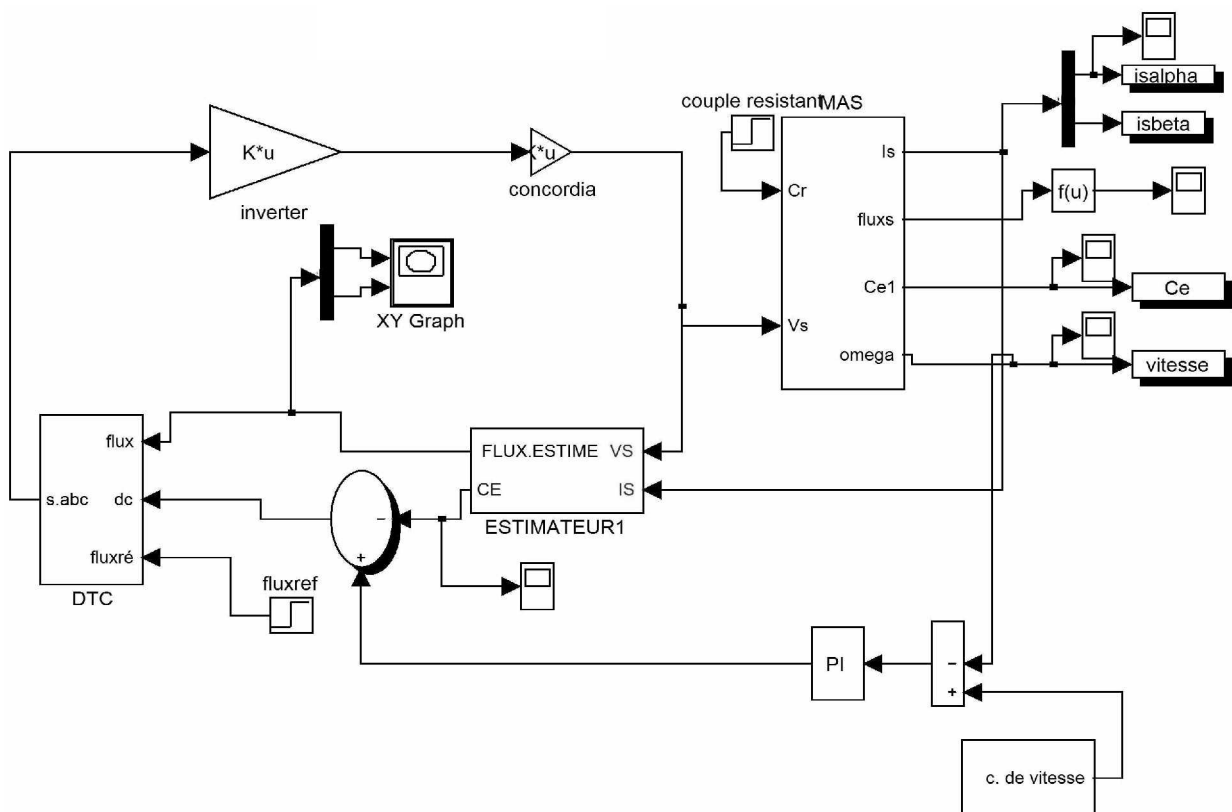 couple resistant
MAS
isalpha
isbeta
K*u
K*u
inverter
concordia
Is
Cr
f(u)
fluxs
Ce1
Ce
XY Graph
Vs
omega
vitesse
flux
FLUX.ESTIME
VS
s.abc
dc
CE
IS
−
ESTIMATEUR1
+
fluxré
DTC
fluxref
PI
−
+
c. de vitesse